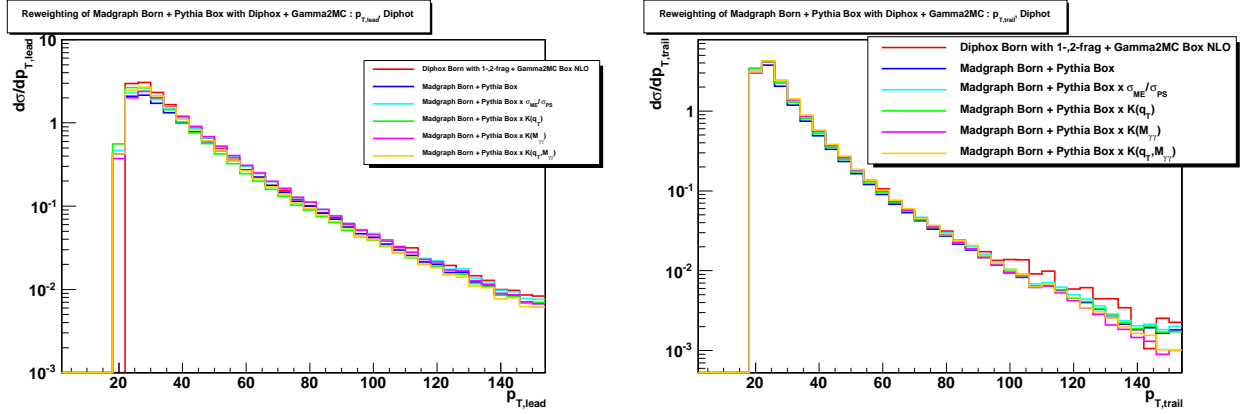 Reweighting of Madgraph Born + Pythia Box with Diphox + Gamma2MC : p_T,lead, Diphot
dσ/dp_T,lead
Diphox Born with 1-,2-frag + Gamma2MC Box NLO
Madgraph Born + Pythia Box
Madgraph Born + Pythia Box x σ_ME/σ_PS
Madgraph Born + Pythia Box x K(q_T)
Madgraph Born + Pythia Box x K(M_γγ)
Madgraph Born + Pythia Box x K(q_T,M_γγ)
10
1
10^-1
10^-2
10^-3
20 40 60 80 100 120 140
p_T,lead
Reweighting of Madgraph Born + Pythia Box with Diphox + Gamma2MC : p_T,trail, Diphot
dσ/dp_T,trail
Diphox Born with 1-,2-frag + Gamma2MC Box NLO
Madgraph Born + Pythia Box
Madgraph Born + Pythia Box x σ_ME/σ_PS
Madgraph Born + Pythia Box x K(q_T)
Madgraph Born + Pythia Box x K(M_γγ)
Madgraph Born + Pythia Box x K(q_T,M_γγ)
1
10^-1
10^-2
10^-3
20 40 60 80 100 120 140
p_T,trail